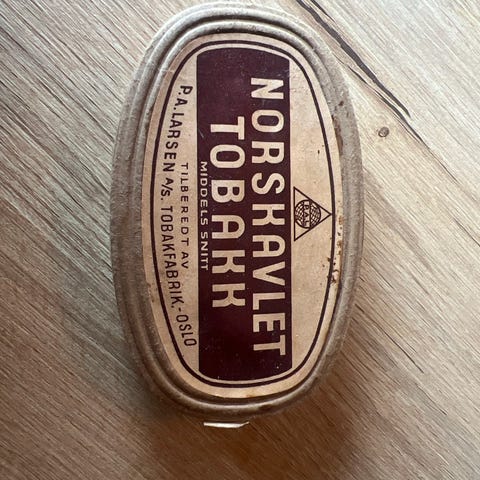 NORSKAVLET
TOBAKK
MIDDELS SNITT
TILBEREDT AV
P.A.LARSEN A/S. TOBAKFABRIK.-OSLO